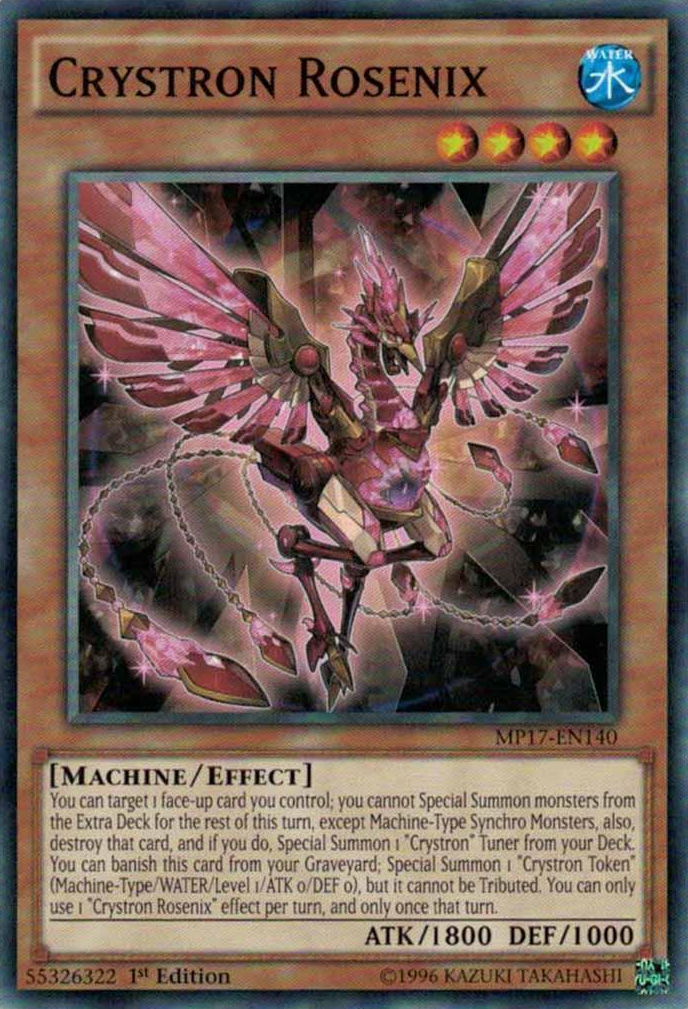 CRYSTRON ROSENIX
WATER
水
MP17-EN140
[MACHINE/EFFECT]
You can target 1 face-up card you control; you cannot Special Summon monsters from
the Extra Deck for the rest of this turn, except Machine-Type Synchro Monsters, also,
destroy that card, and if you do, Special Summon 1 "Crystron" Tuner from your Deck.
You can banish this card from your Graveyard; Special Summon 1 "Crystron Token"
(Machine-Type/WATER/Level 1/ATK 0/DEF 0), but it cannot be Tributed. You can only
use 1 "Crystron Rosenix" effect per turn, and only once that turn.
ATK/1800 DEF/1000
55326322 1st Edition ©1996 KAZUKI TAKAHASHI